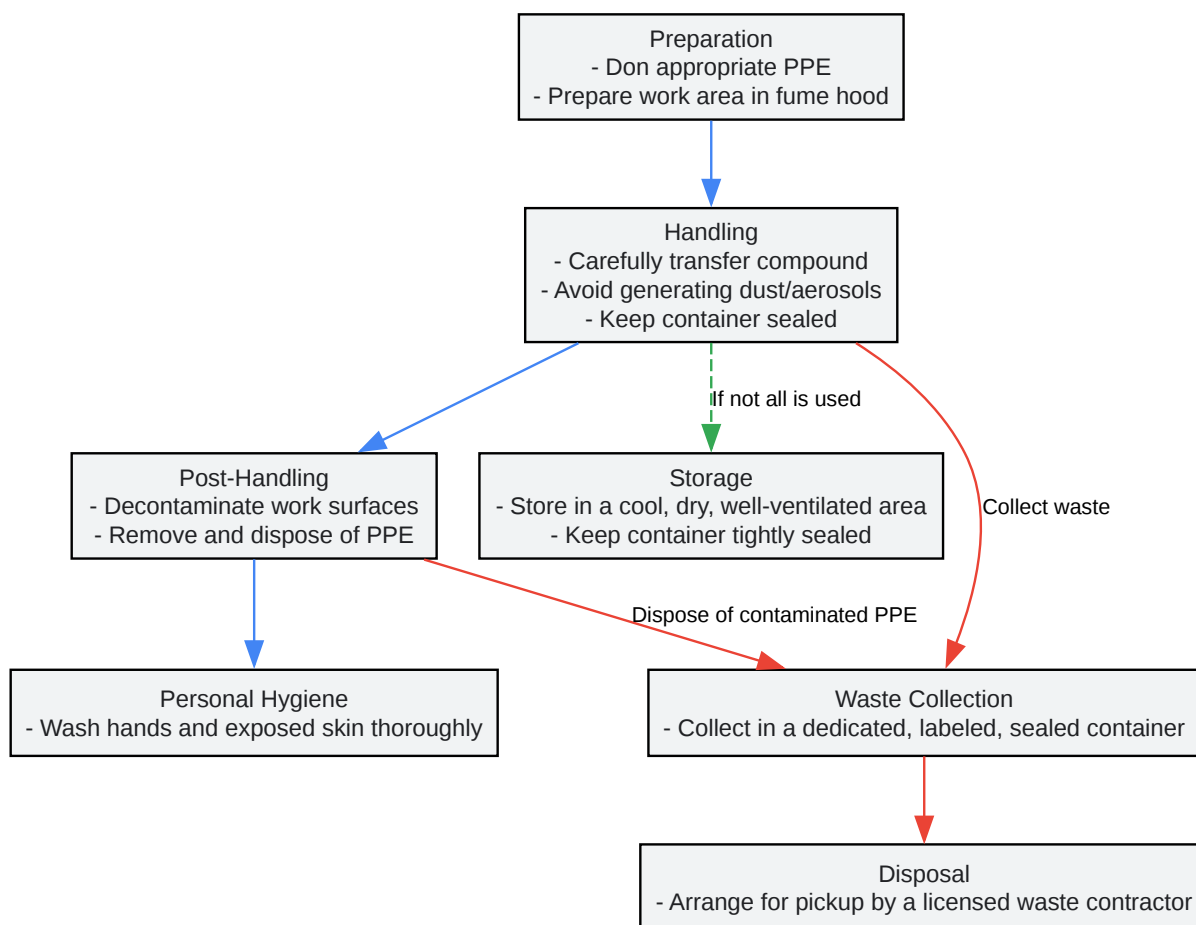 Preparation
- Don appropriate PPE
- Prepare work area in fume hood
Handling
- Carefully transfer compound
- Avoid generating dust/aerosols
- Keep container sealed
If not all is used
Post-Handling
- Decontaminate work surfaces
- Remove and dispose of PPE
Storage
- Store in a cool, dry, well-ventilated area
- Keep container tightly sealed
Collect waste
Dispose of contaminated PPE
Personal Hygiene
- Wash hands and exposed skin thoroughly
Waste Collection
- Collect in a dedicated, labeled, sealed container
Disposal
- Arrange for pickup by a licensed waste contractor